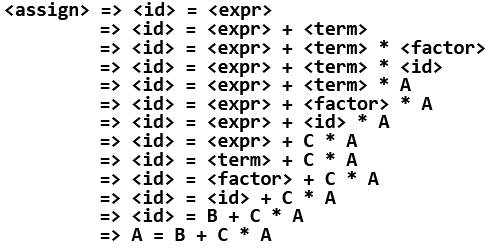 <assign> => <id> = <expr>
=> <id> = <expr> + <term>
=> <id> = <expr> + <term> * <factor>
=> <id> = <expr> + <term> * <id>
=> <id> = <expr> + <term> * A
=> <id> = <expr> + <factor> * A
=> <id> = <expr> + <id> * A
=> <id> = <expr> + C * A
=> <id> = <term> + C * A
=> <id> = <factor> + C * A
=> <id> = <id> + C * A
=> <id> = B + C * A
=> A = B + C * A